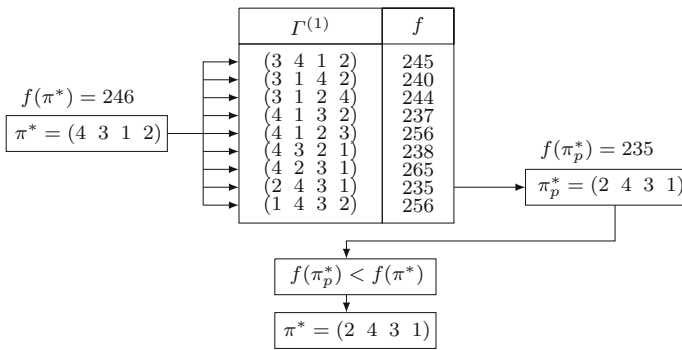 Γ(1) f
(3 4 1 2) 245
(3 1 4 2) 240
(3 1 2 4) 244
(4 1 3 2) 237
(4 1 2 3) 256
(4 3 2 1) 238
(4 2 3 1) 265
(2 4 3 1) 235
(1 4 3 2) 256
f(π*) = 246
π* = (4 3 1 2)
f(π*p) = 235
π*p = (2 4 3 1)
f(π*p) < f(π*)
π* = (2 4 3 1)